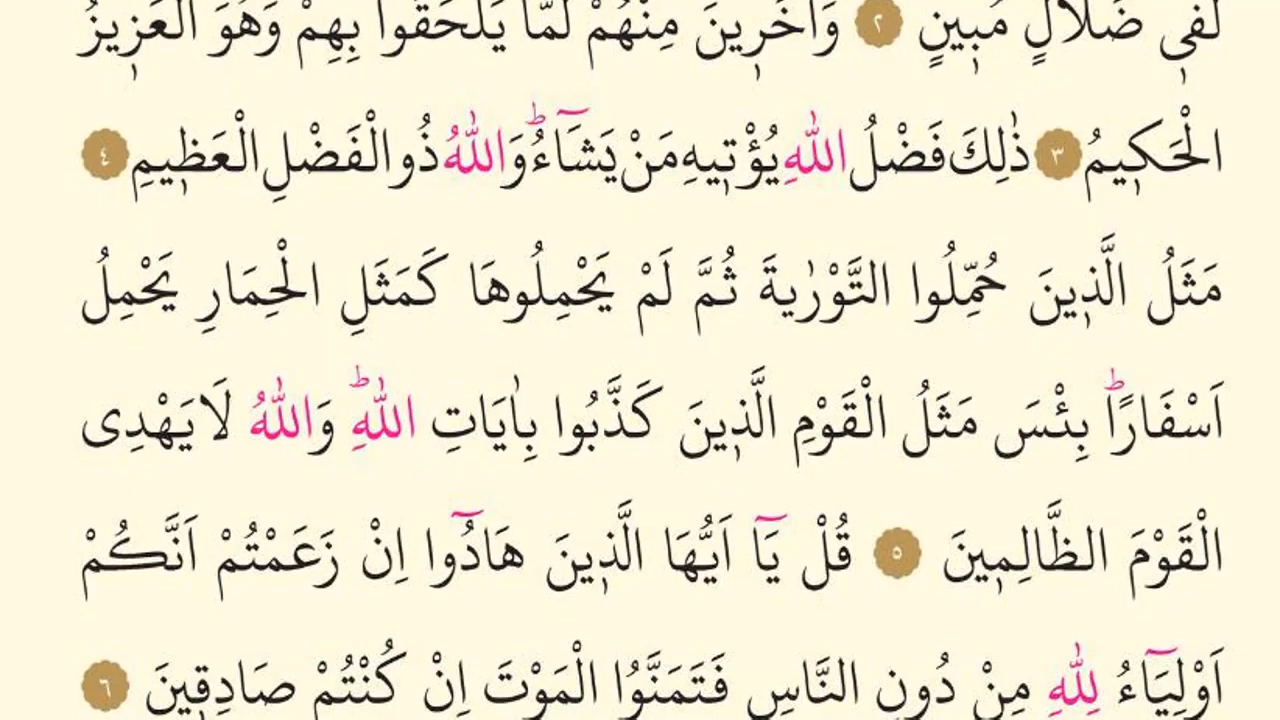 لَفٖى ضَلَالٍ مُبٖينٍ ٢ وَاٰخَرٖينَ مِنْهُمْ لَمَّا يَلْحَقُوا بِهِمْ وَهُوَ الْعَزٖيزُ
الْحَكٖيمُ ٣ ذٰلِكَ فَضْلُ اللّٰهِ يُؤْتٖيهِ مَنْ يَشَٓاءُؕ وَاللّٰهُ ذُو الْفَضْلِ الْعَظٖيمِ ٤
مَثَلُ الَّذٖينَ حُمِّلُوا التَّوْرٰيةَ ثُمَّ لَمْ يَحْمِلُوهَا كَمَثَلِ الْحِمَارِ يَحْمِلُ
اَسْفَارًاؕ بِئْسَ مَثَلُ الْقَوْمِ الَّذٖينَ كَذَّبُوا بِاٰيَاتِ اللّٰهِؕ وَاللّٰهُ لَا يَهْدِى
الْقَوْمَ الظَّالِمٖينَ ٥ قُلْ يَٓا اَيُّهَا الَّذٖينَ هَادُٓوا اِنْ زَعَمْتُمْ اَنَّكُمْ
اَوْلِيَٓاءُ لِلّٰهِ مِنْ دُونِ النَّاسِ فَتَمَنَّوُا الْمَوْتَ اِنْ كُنْتُمْ صَادِقٖينَ ٦